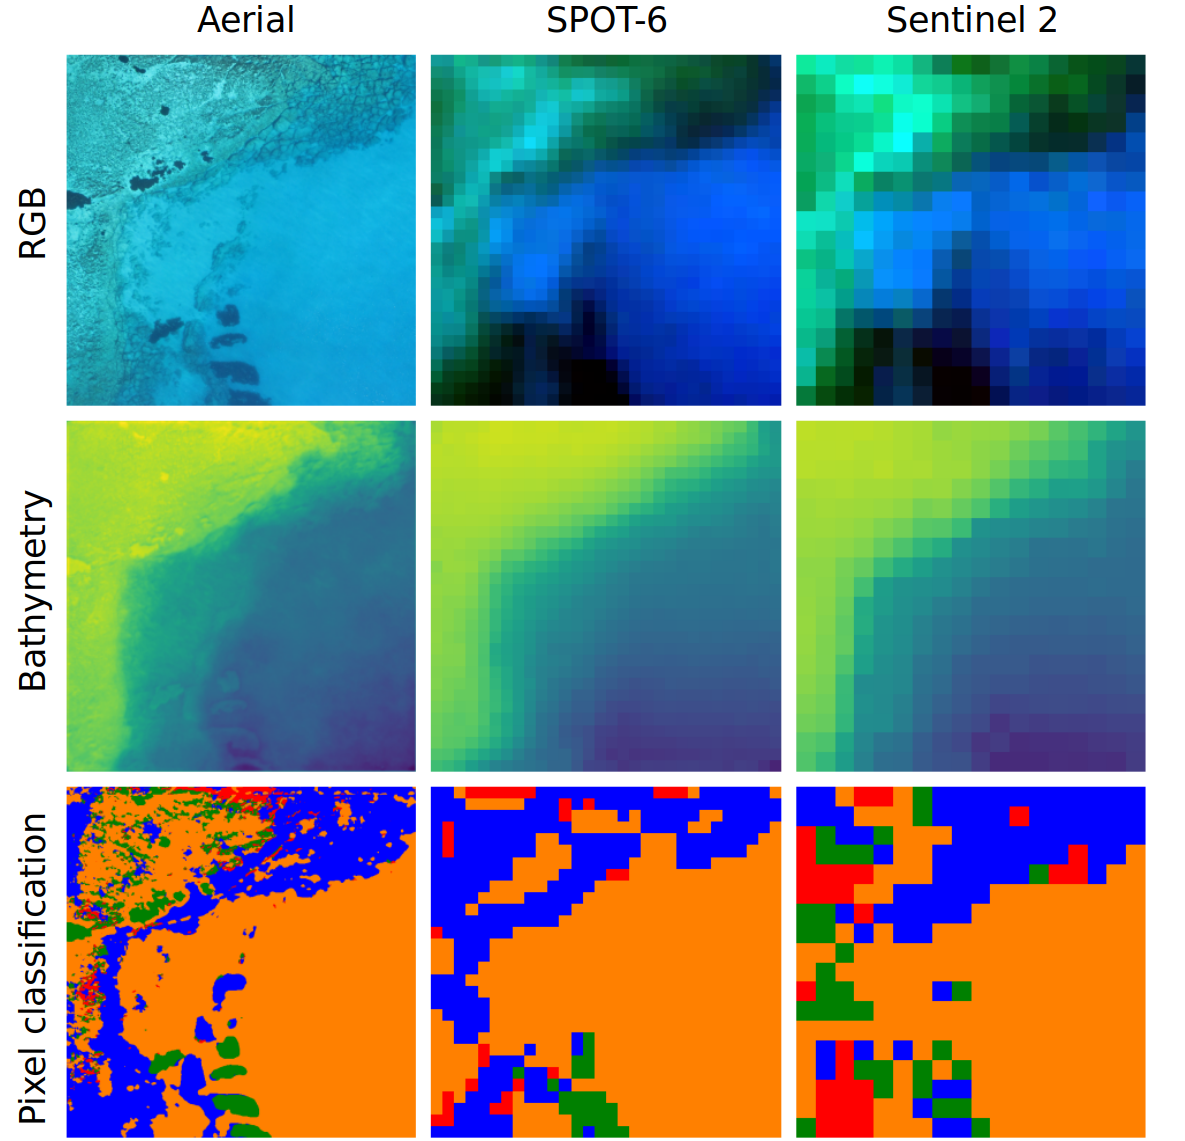 Aerial
SPOT-6
Sentinel 2
RGB
Bathymetry
Pixel classification